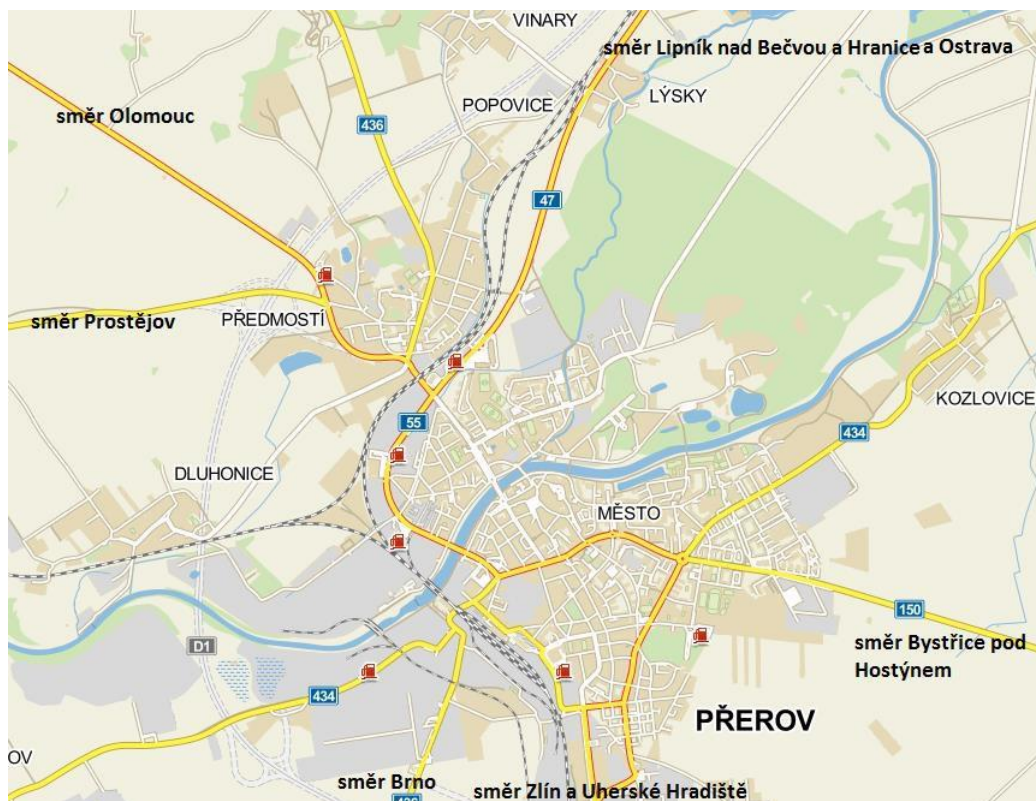 VINARY
směr Lipník nad Bečvou a Hranice a Ostrava
LÝSKY
POPOVICE
směr Olomouc
436
47
směr Prostějov
PŘEDMOSTÍ
KOZLOVICE
55
434
DLUHONICE
MĚSTO
150
D1
směr Bystřice pod
Hostýnem
434
PŘEROV
OV
směr Brno
směr Zlín a Uherské Hradiště